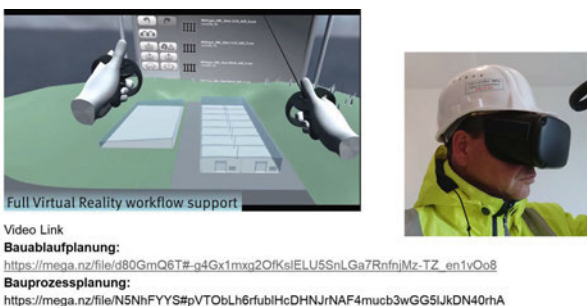 Full Virtual Reality workflow support
Video Link
Bauablaufplanung:
https://mega.nz/file/d80GmQ6T#-g4Gx1mxg2OfKslELU5SnLGa7RnfnjMz-TZ_en1vOo8
Bauprozessplanung:
https://mega.nz/file/N5NhFYYS#pVTObLh6rfublHcDHNJrNAF4mucb3wGG5lJkDN40rhA